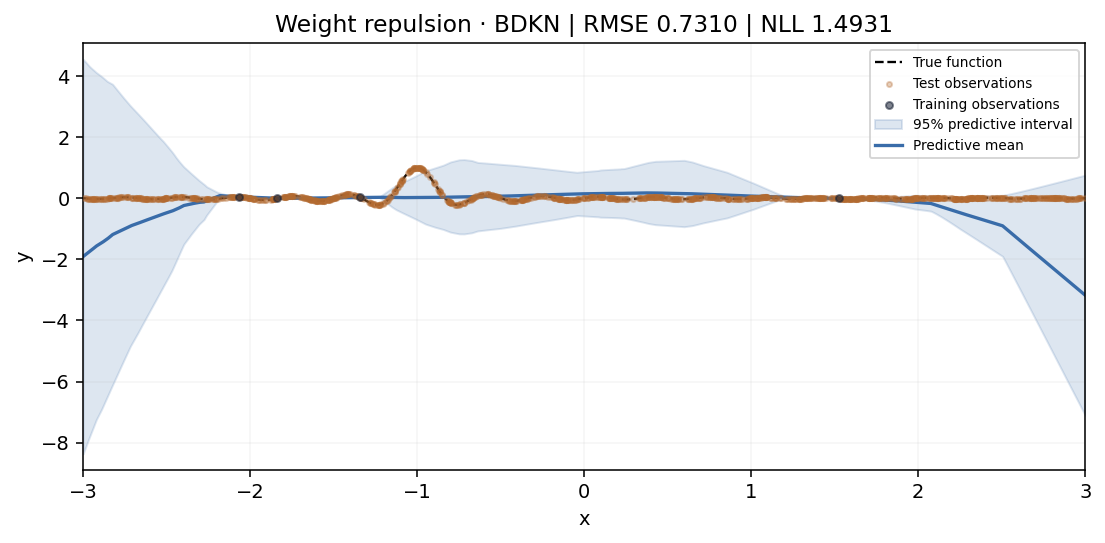 Weight repulsion · BDKN | RMSE 0.7310 | NLL 1.4931
True function
Test observations
Training observations
95% predictive interval
Predictive mean
4
2
0
−2
−4
−6
−8
y
−3
−2
−1
0
1
2
3
x